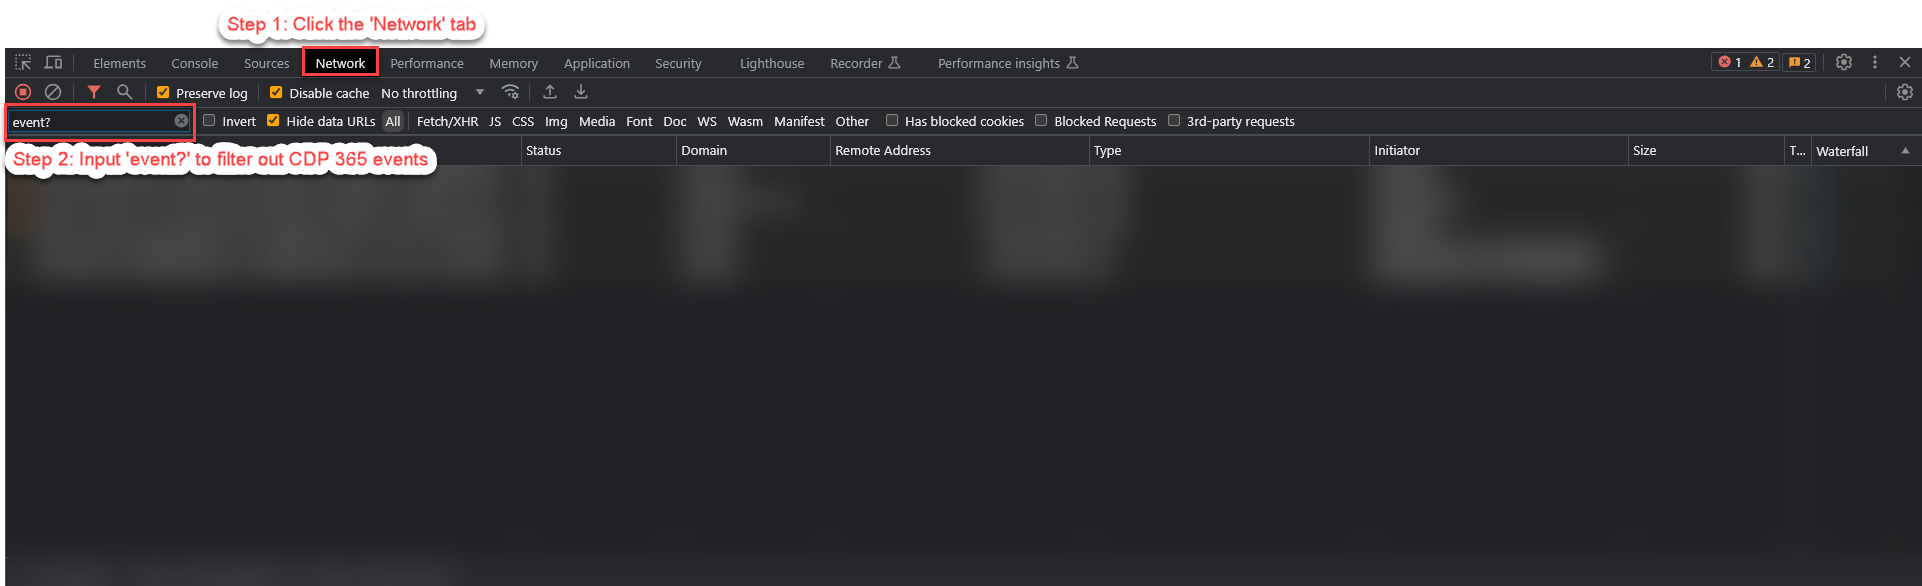 Step 1: Click the 'Network' tab
Elements Console Sources Network Performance Memory Application Security Lighthouse Recorder Performance insights 1 2 2
Preserve log Disable cache No throttling
event? Invert Hide data URLs All Fetch/XHR JS CSS Img Media Font Doc WS Wasm Manifest Other Has blocked cookies Blocked Requests 3rd-party requests
Step 2: Input 'event?' to filter out CDP 365 events
Status Domain Remote Address Type Initiator Size T... Waterfall